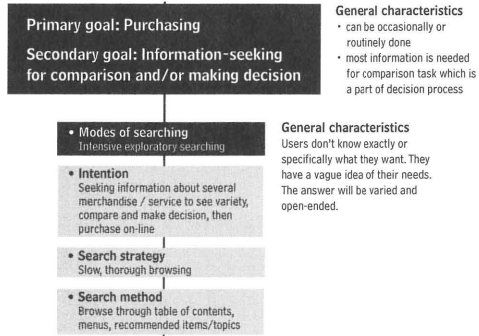 Primary goal: Purchasing
Secondary goal: Information-seeking
for comparison and/or making decision
General characteristics
• can be occasionally or
routinely done
• most information is needed
for comparison task which is
a part of decision process
• Modes of searching
Intensive exploratory searching
General characteristics
Users don't know exactly or
specifically what they want. They
have a vague idea of their needs.
The answer will be varied and
open-ended.
• Intention
Seeking information about several
merchandise / service to see variety,
compare and make decision, then
purchase on-line
• Search strategy
Slow, thorough browsing
• Search method
Browse through table of contents,
menus, recommended items/topics